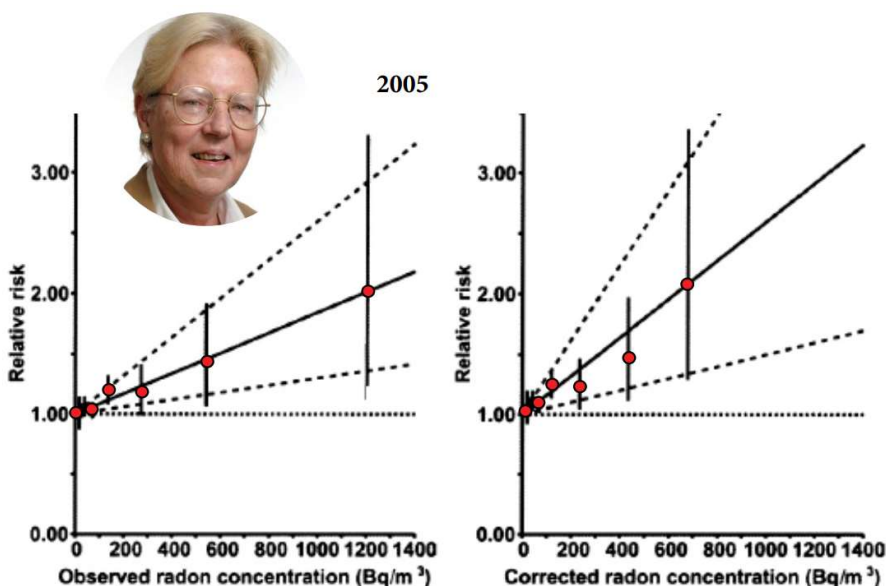 2005
3.00
2.00
1.00
0.00
Relative risk
0 200 400 600 800 1000 1200 1400
Observed radon concentration (Bq/m ³)
3.00
2.00
1.00
0.00
Relative risk
0 200 400 600 800 1000 1200 1400
Corrected radon concentration (Bq/m ³)